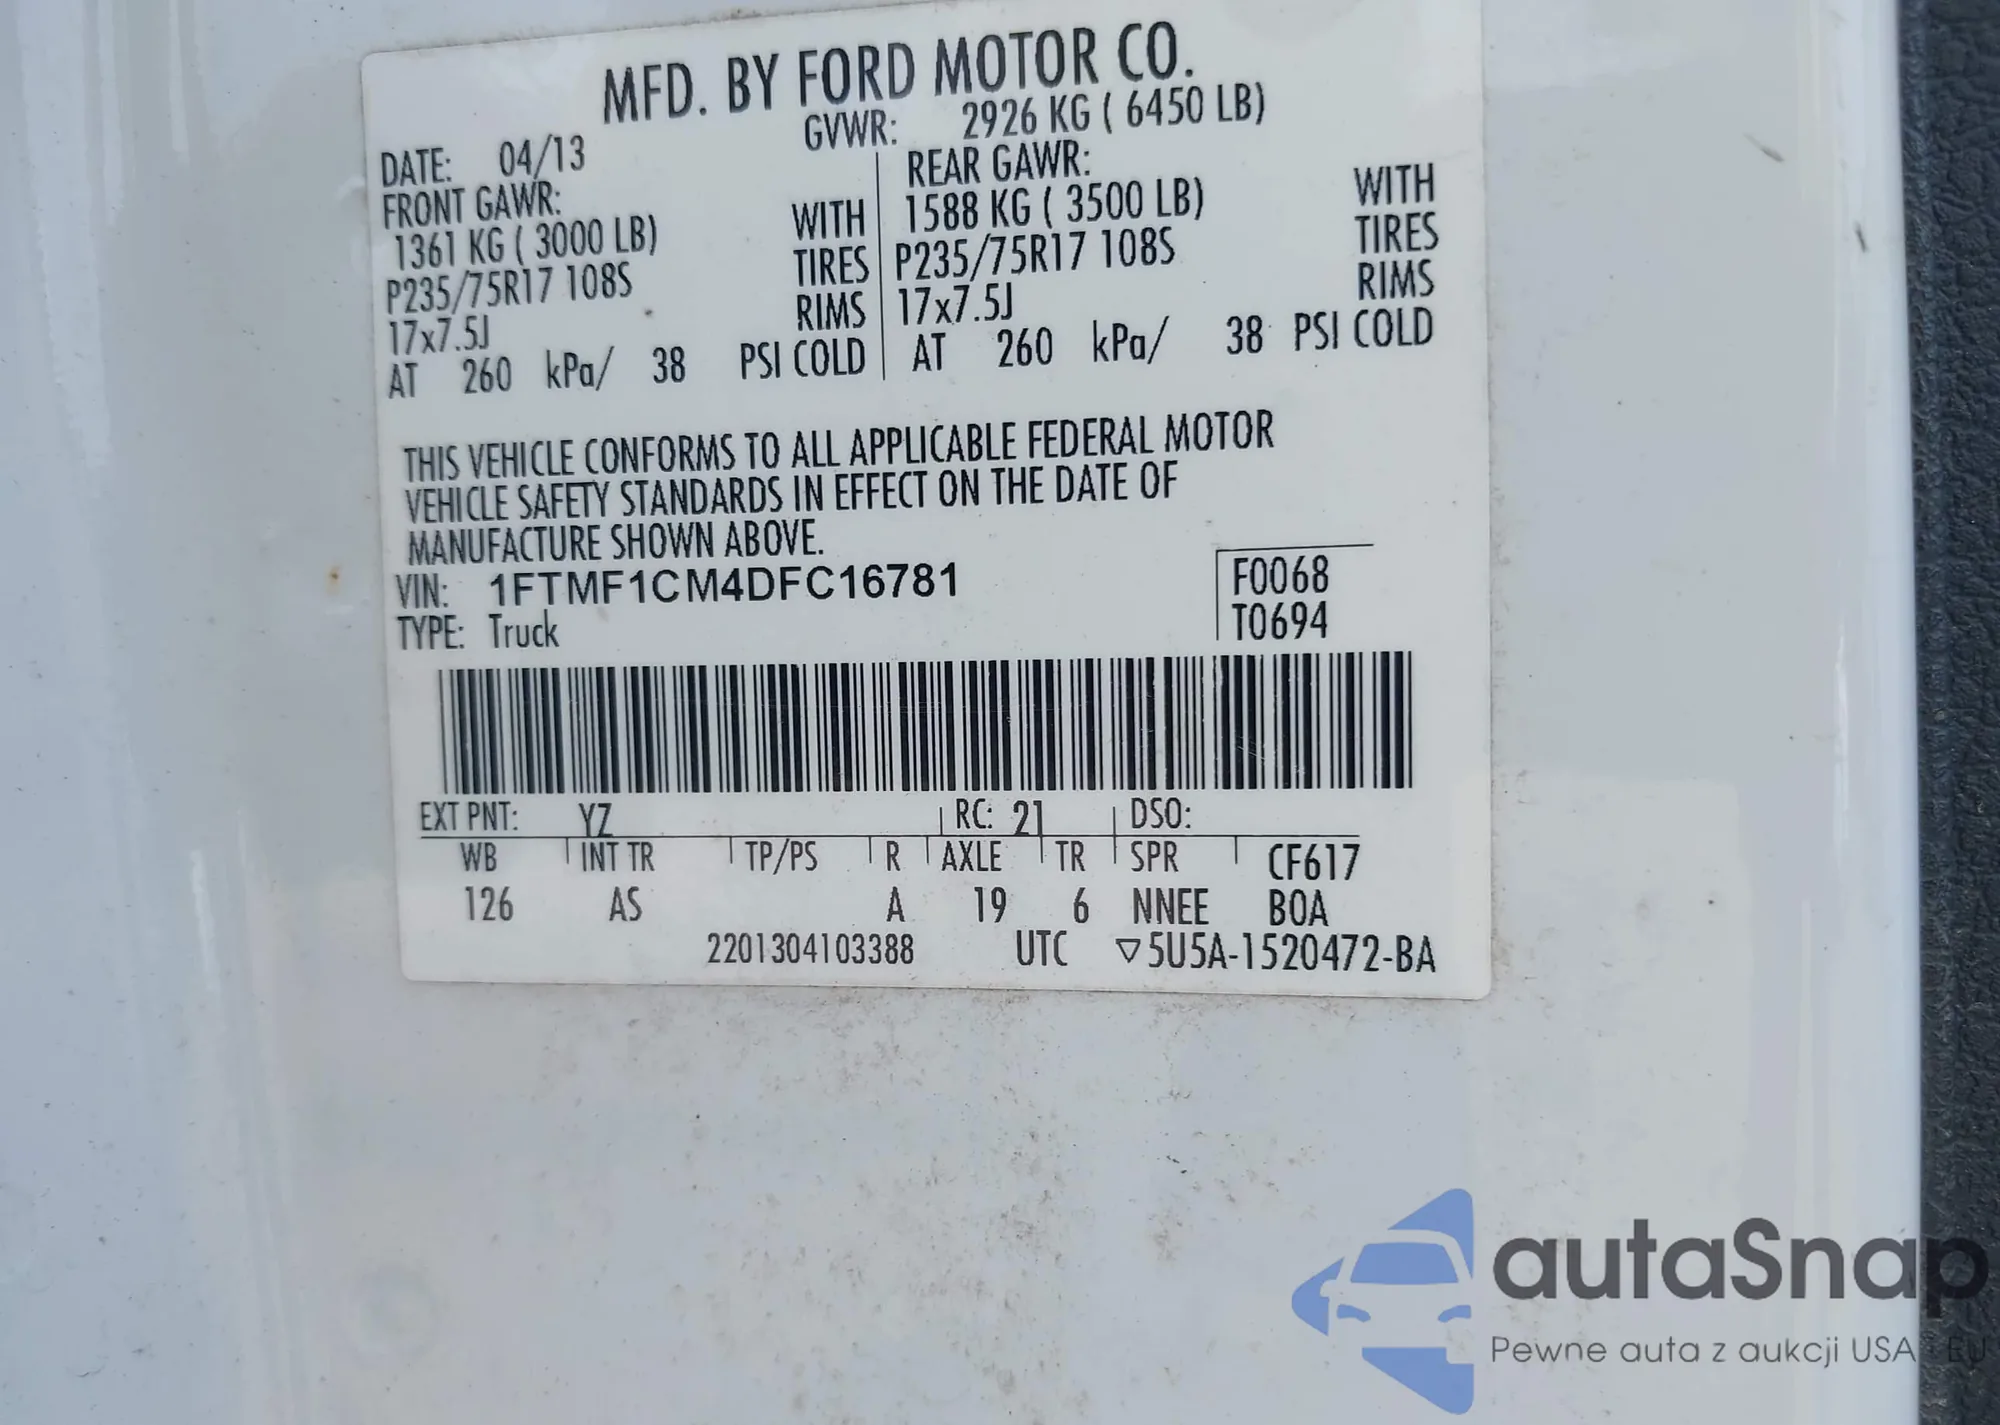 MFD. BY FORD MOTOR CO.
DATE: 04/13 GVWR: 2926 KG ( 6450 LB)
FRONT GAWR: REAR GAWR:
1361 KG ( 3000 LB) WITH 1588 KG ( 3500 LB) WITH
P235/75R17 108S TIRES P235/75R17 108S TIRES
17x7.5J RIMS 17x7.5J RIMS
AT 260 kPa/ 38 PSI COLD AT 260 kPa/ 38 PSI COLD
THIS VEHICLE CONFORMS TO ALL APPLICABLE FEDERAL MOTOR
VEHICLE SAFETY STANDARDS IN EFFECT ON THE DATE OF
MANUFACTURE SHOWN ABOVE.
VIN: 1FTMF1CM4DFC16781 F0068
TYPE: Truck T0694
EXT PNT: YZ RC: 21 DSO:
WB INT TR TP/PS R AXLE TR SPR CF617
126 AS A 19 6 NNEE BOA
2201304103388 UTC ▽5U5A-1520472-BA
autaSnap
Pewne auta z aukcji USA i EU